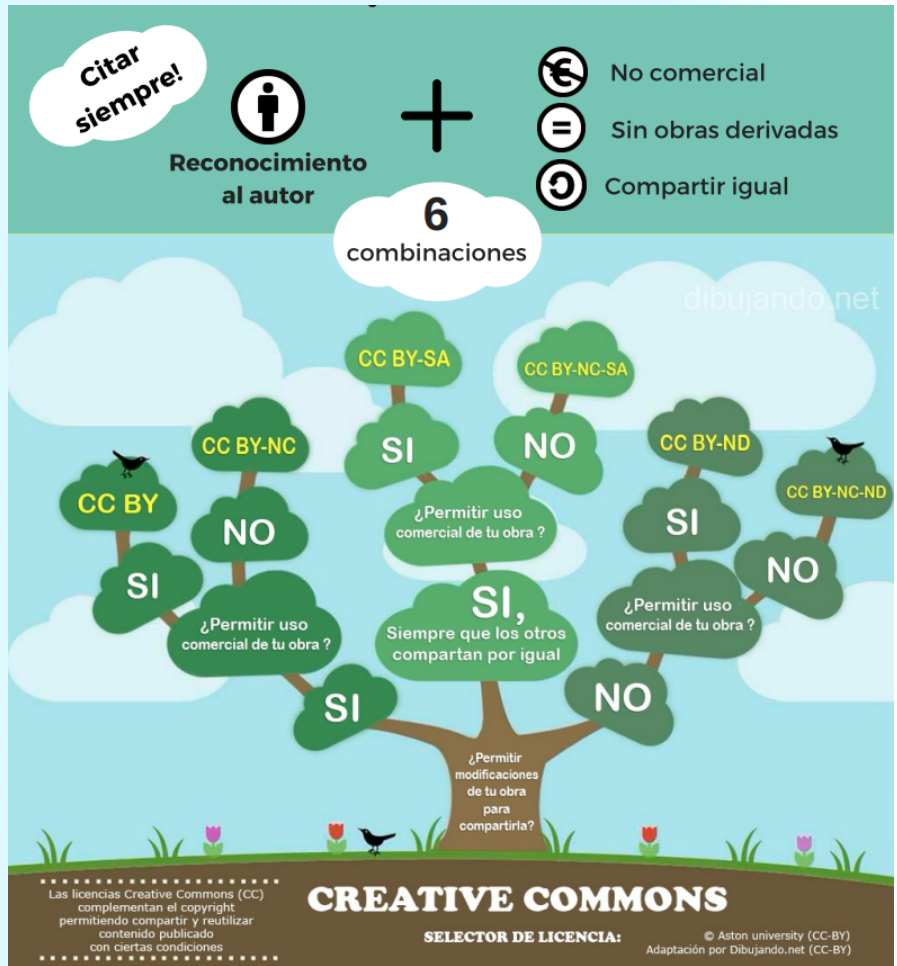 Citar
siempre!
Reconocimiento
al autor
No comercial
Sin obras derivadas
Compartir igual
6
combinaciones
dibujando.net
CC BY-SA
CC BY-NC-SA
SI
NO
CC BY-NC
CC BY-ND
CC BY
CC BY-NC-ND
NO
¿Permitir uso
comercial de tu obra ?
SI
SI
NO
¿Permitir uso
comercial de tu obra ?
SI,
Siempre que los otros
compartan por igual
¿Permitir uso
comercial de tu obra ?
SI
NO
¿Permitir
modificaciones
de tu obra
para
compartirla?
Las licencias Creative Commons (CC)
complementan el copyright
permitiendo compartir y reutilizar
contenido publicado
con ciertas condiciones
CREATIVE COMMONS
SELECTOR DE LICENCIA:
© Aston university (CC-BY)
Adaptación por Dibujando.net (CC-BY)